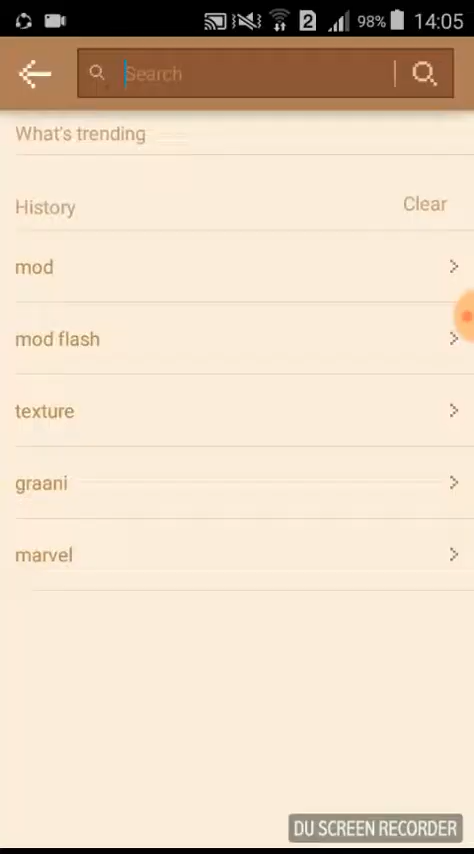 2 98% 14:05
Search
What's trending
History Clear
mod
mod flash
texture
graani
marvel
DU SCREEN RECORDER